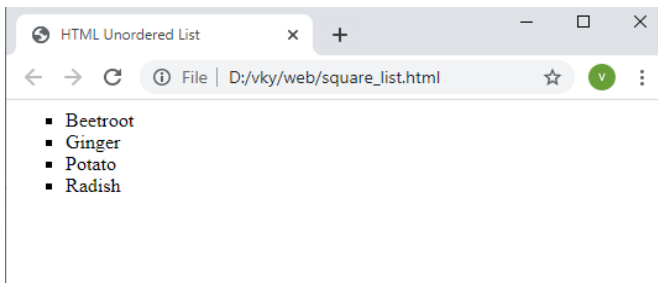 HTML Unordered List
File | D:/vky/web/square_list.html
V
Beetroot
Ginger
Potato
Radish